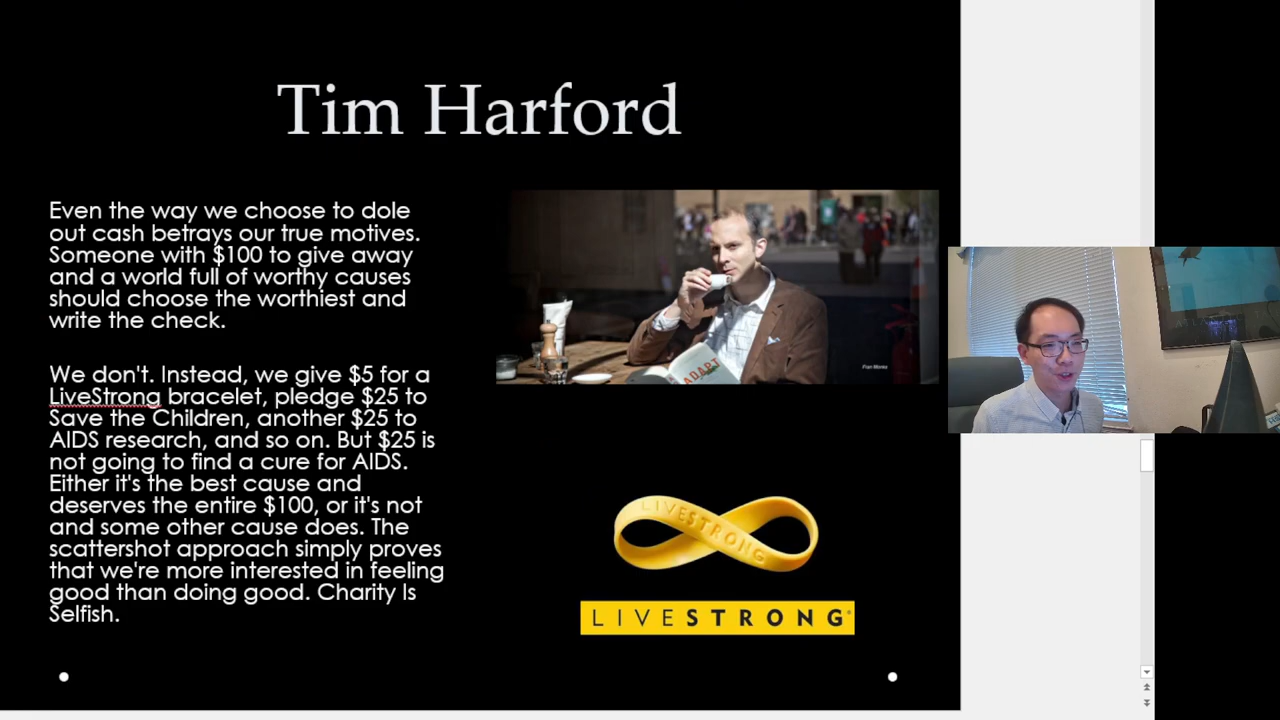 Tim Harford
Even the way we choose to dole
out cash betrays our true motives.
Someone with $100 to give away
and a world full of worthy causes
should choose the worthiest and
write the check.
We don't. Instead, we give $5 for a
LiveStrong bracelet, pledge $25 to
Save the Children, another $25 to
AIDS research, and so on. But $25 is
not going to find a cure for AIDS.
Either it's the best cause and
deserves the entire $100, or it's not
and some other cause does. The
scattershot approach simply proves
that we're more interested in feeling
good than doing good. Charity Is
Selfish.
ADAPT
Fran Monks
LIVESTRONG
LIVESTRONG®